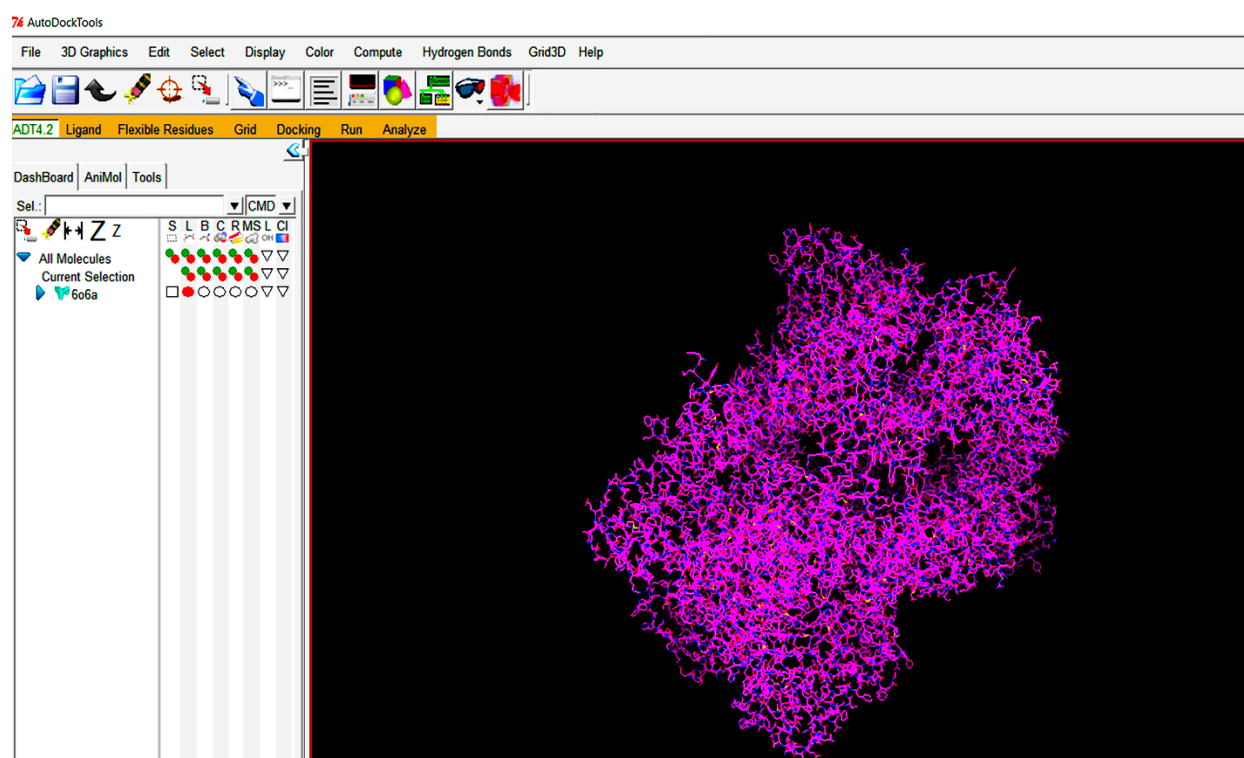 AutoDockTools
File 3D Graphics Edit Select Display Color Compute Hydrogen Bonds Grid3D Help
ADT4.2 Ligand Flexible Residues Grid Docking Run Analyze
DashBoard AniMol Tools
Sel.: CMD
Z Z S L B C R MS L Cl
All Molecules
Current Selection
6o6a